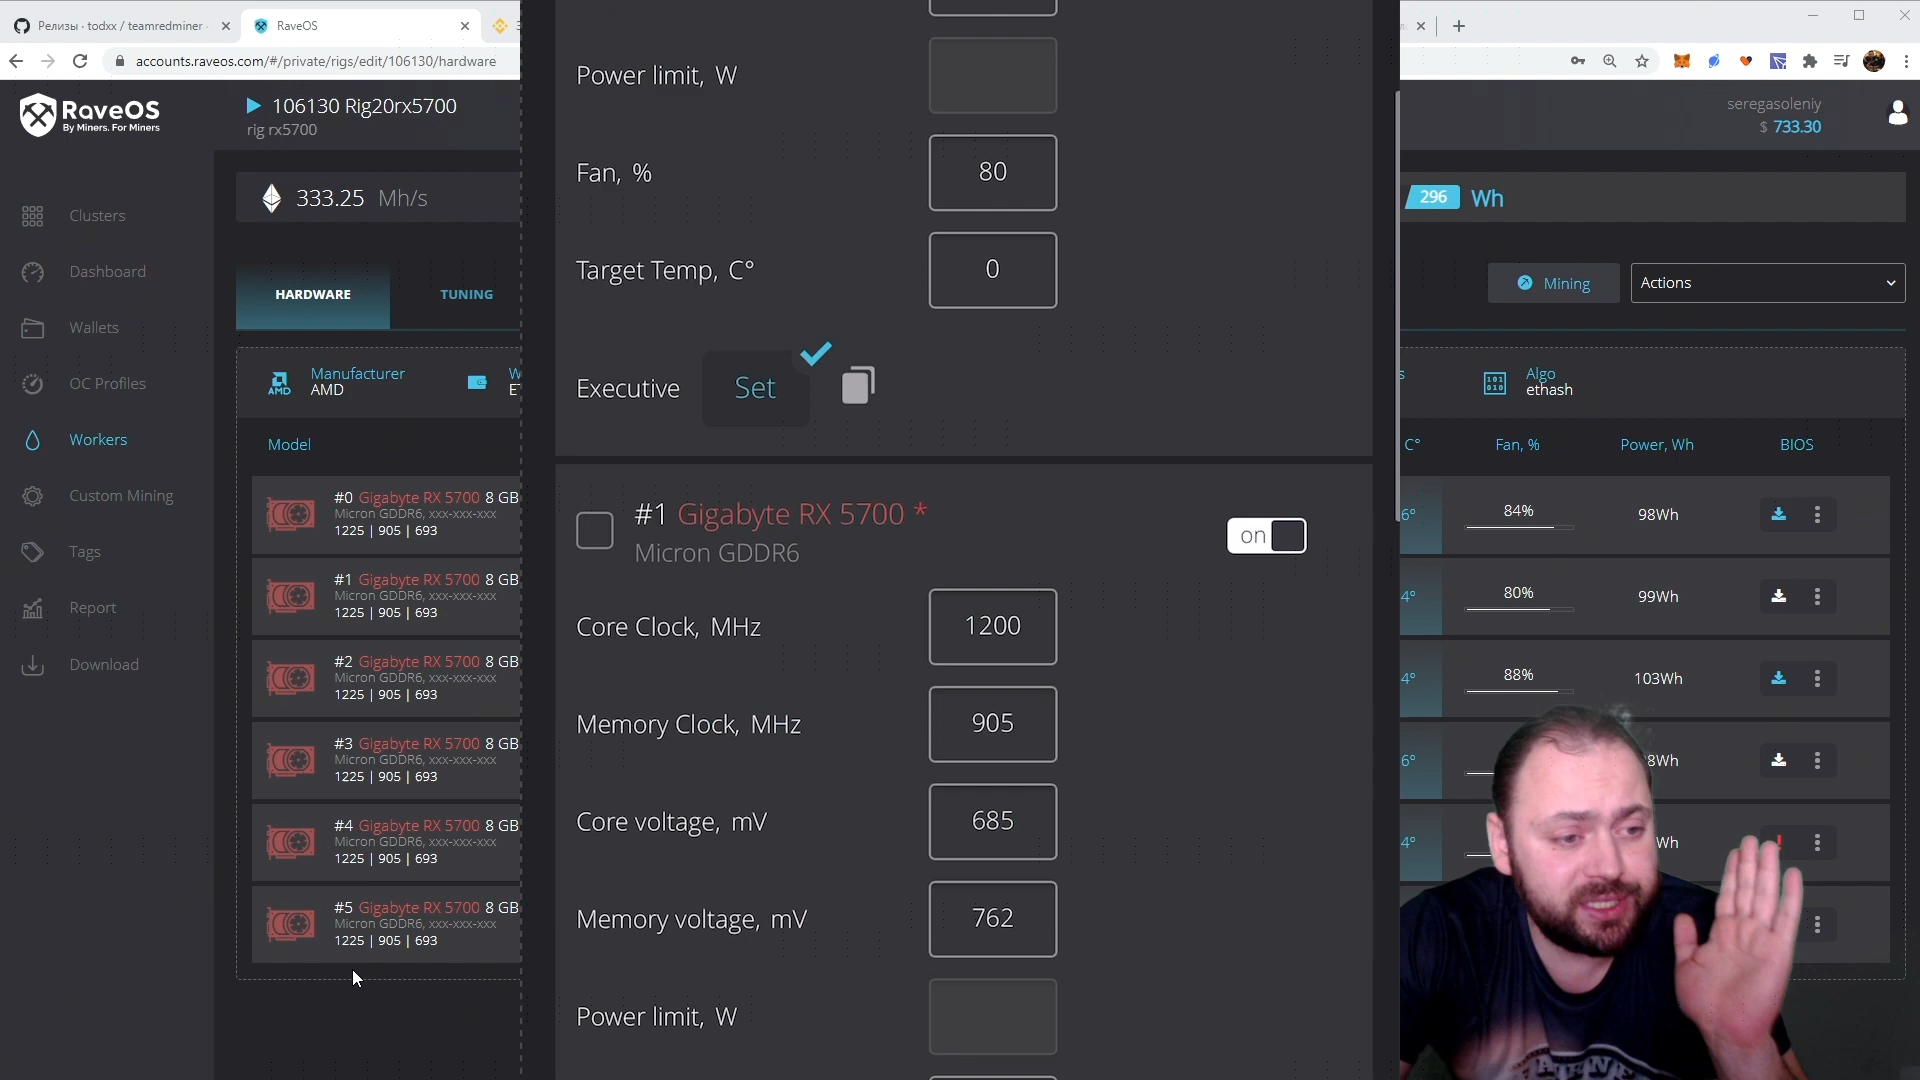 Релизы · todxx / teamredminer
RaveOS
accounts.raveos.com/#/private/rigs/edit/106130/hardware
RaveOS
By Miners. For Miners
106130 Rig20rx5700
rig rx5700
seregasoleniy
$ 733.30
333.25 Mh/s
296 Wh
Clusters
Dashboard
Wallets
OC Profiles
Workers
Custom Mining
Tags
Report
Download
HARDWARE
TUNING
Mining
Actions
AMD
Manufacturer
AMD
Algo
ethash
Model
C°
Fan, %
Power, Wh
BIOS
#0 Gigabyte RX 5700 8 GB
Micron GDDR6, xxx-xxx-xxx
1225 | 905 | 693
6°
84%
98Wh
#1 Gigabyte RX 5700 8 GB
Micron GDDR6, xxx-xxx-xxx
1225 | 905 | 693
4°
80%
99Wh
#2 Gigabyte RX 5700 8 GB
Micron GDDR6, xxx-xxx-xxx
1225 | 905 | 693
4°
88%
103Wh
#3 Gigabyte RX 5700 8 GB
Micron GDDR6, xxx-xxx-xxx
1225 | 905 | 693
6°
8Wh
#4 Gigabyte RX 5700 8 GB
Micron GDDR6, xxx-xxx-xxx
1225 | 905 | 693
4°
Wh
#5 Gigabyte RX 5700 8 GB
Micron GDDR6, xxx-xxx-xxx
1225 | 905 | 693
Power limit, W
Fan, % 80
Target Temp, C° 0
Executive Set
#1 Gigabyte RX 5700 *
Micron GDDR6
on
Core Clock, MHz 1200
Memory Clock, MHz 905
Core voltage, mV 685
Memory voltage, mV 762
Power limit, W